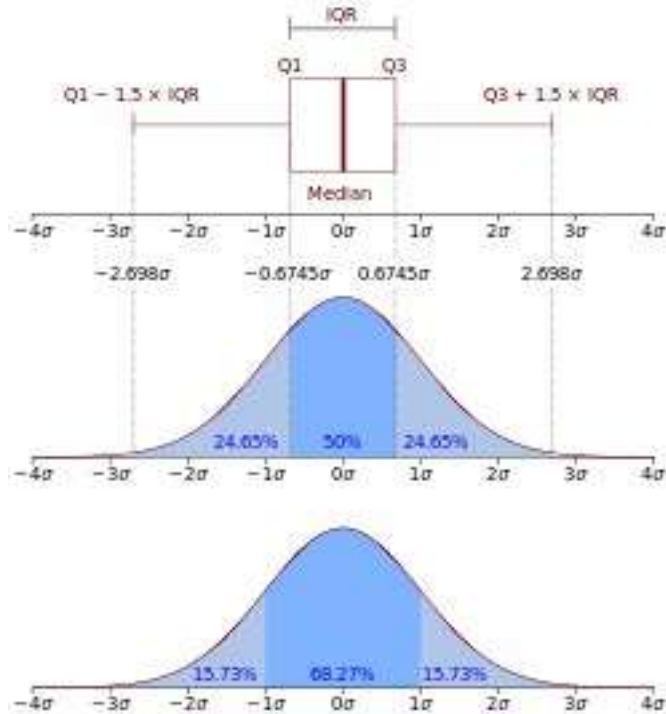 IQR
Q1 Q3
Q1 − 1.5 × IQR Q3 + 1.5 × IQR
Median
−4σ −3σ −2σ −1σ 0σ 1σ 2σ 3σ 4σ
−2.698σ −0.6745σ 0.6745σ 2.698σ
24.65% 50% 24.65%
−4σ −3σ −2σ −1σ 0σ 1σ 2σ 3σ 4σ
15.73% 68.27% 15.73%
−4σ −3σ −2σ −1σ 0σ 1σ 2σ 3σ 4σ